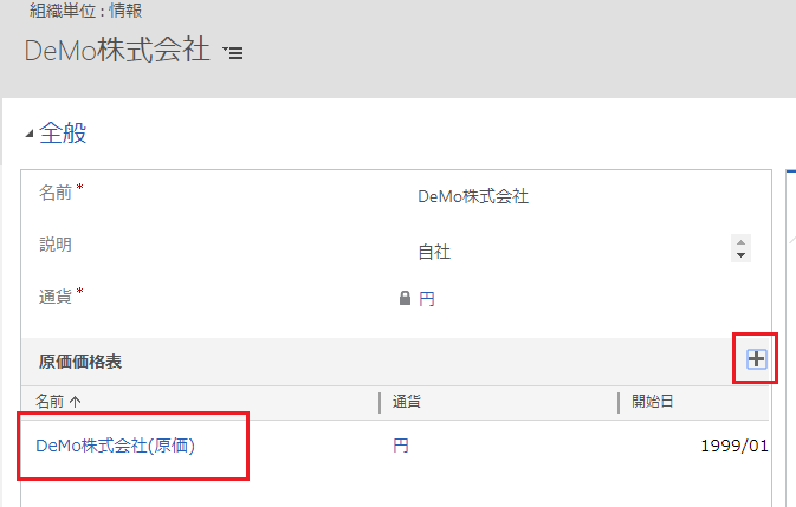 組織単位 : 情報
DeMo株式会社
全般
名前 *
DeMo株式会社
説明
自社
通貨 *
円
原価価格表
名前 ↑ 通貨 開始日
DeMo株式会社(原価) 円 1999/01